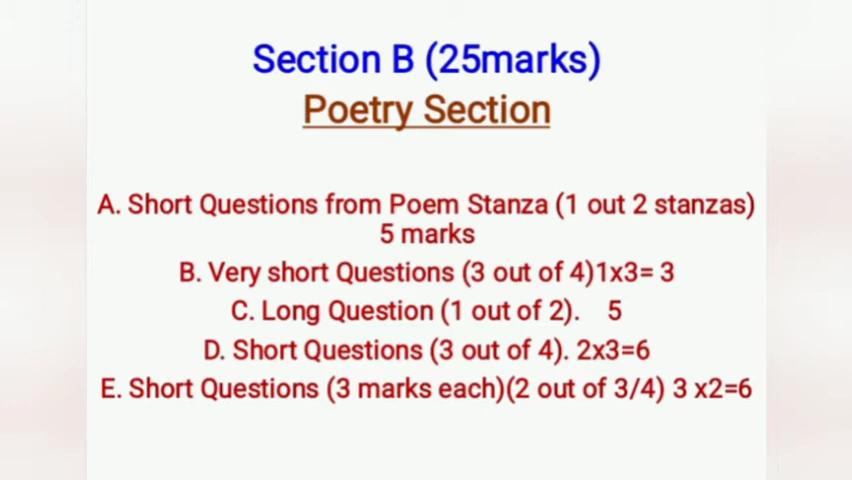 Section B (25marks)
Poetry Section
A. Short Questions from Poem Stanza (1 out 2 stanzas)
5 marks
B. Very short Questions (3 out of 4)1x3= 3
C. Long Question (1 out of 2). 5
D. Short Questions (3 out of 4). 2x3=6
E. Short Questions (3 marks each)(2 out of 3/4) 3 x2=6